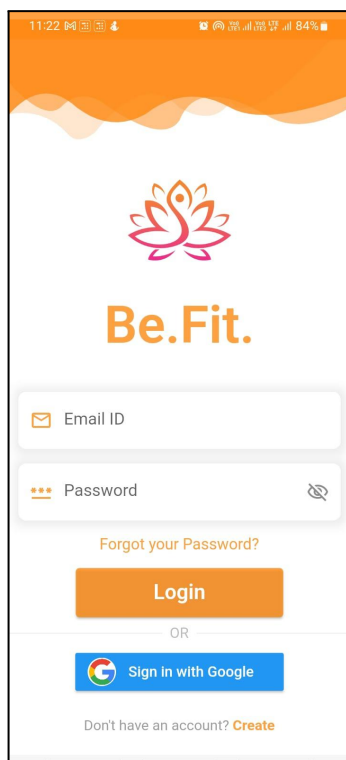 11:22 84%
Be.Fit.
Email ID
*** Password
Forgot your Password?
Login
OR
Sign in with Google
Don't have an account? Create